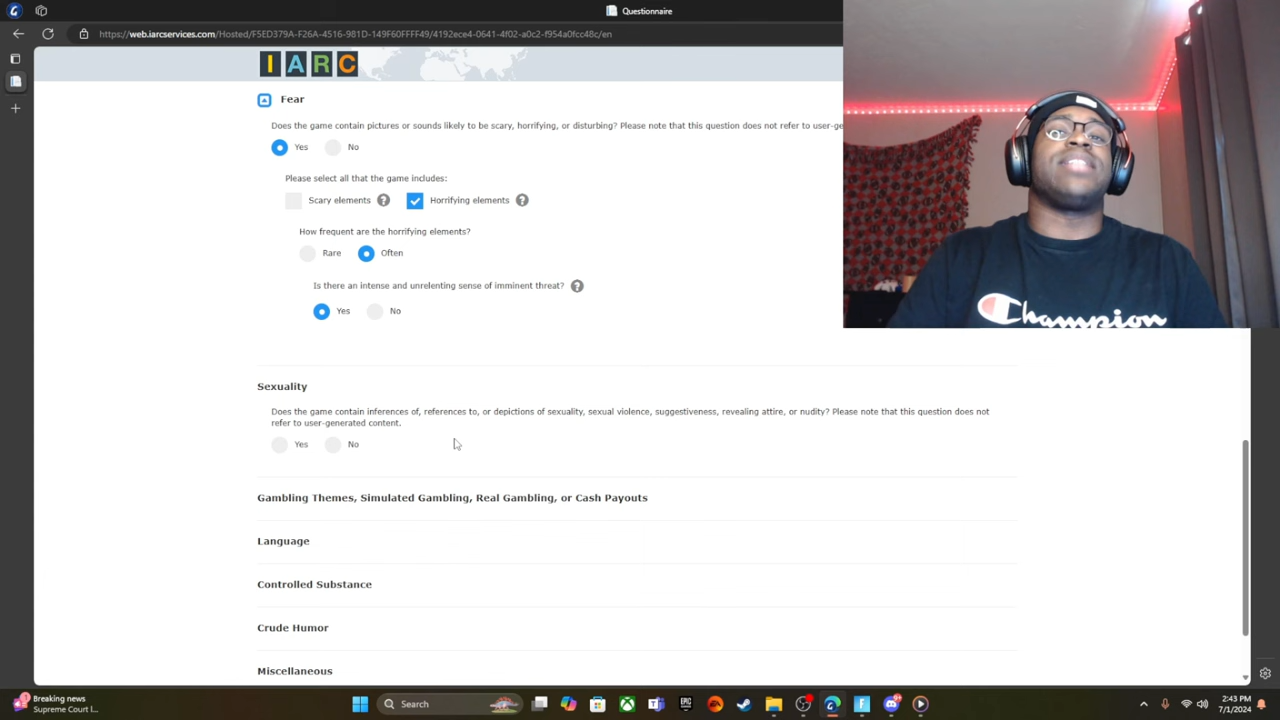 Questionnaire
https://web.iarcservices.com/Hosted/F5ED379A-F26A-4516-981D-149F60FFFF49/4192ece4-0641-4f02-a0c2-f954a0fcc48c/en
IARC
Fear
Does the game contain pictures or sounds likely to be scary, horrifying, or disturbing? Please note that this question does not refer to user-ge
Yes No
Please select all that the game includes:
Scary elements ? Horrifying elements ?
How frequent are the horrifying elements?
Rare Often
Is there an intense and unrelenting sense of imminent threat? ?
Yes No
Champion
Sexuality
Does the game contain inferences of, references to, or depictions of sexuality, sexual violence, suggestiveness, revealing attire, or nudity? Please note that this question does not
refer to user-generated content.
Yes No
Gambling Themes, Simulated Gambling, Real Gambling, or Cash Payouts
Language
Controlled Substance
Crude Humor
Miscellaneous
Breaking news
Supreme Court l...
Search
EPIC
2:43 PM
7/1/2024